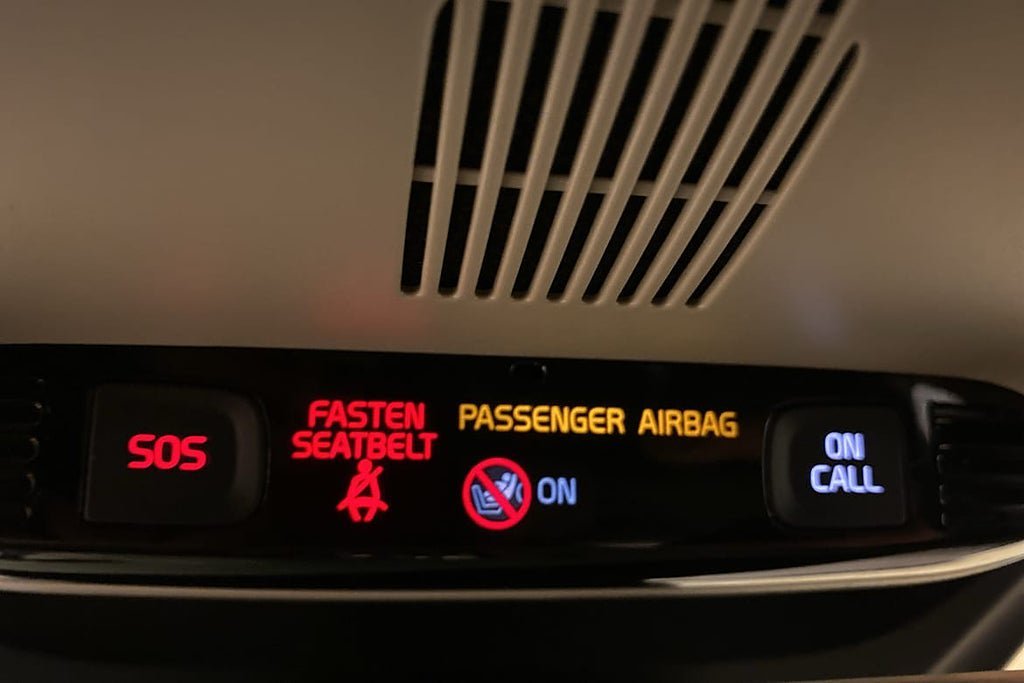 SOS
FASTEN
SEATBELT
PASSENGER AIRBAG
ON
ON
CALL